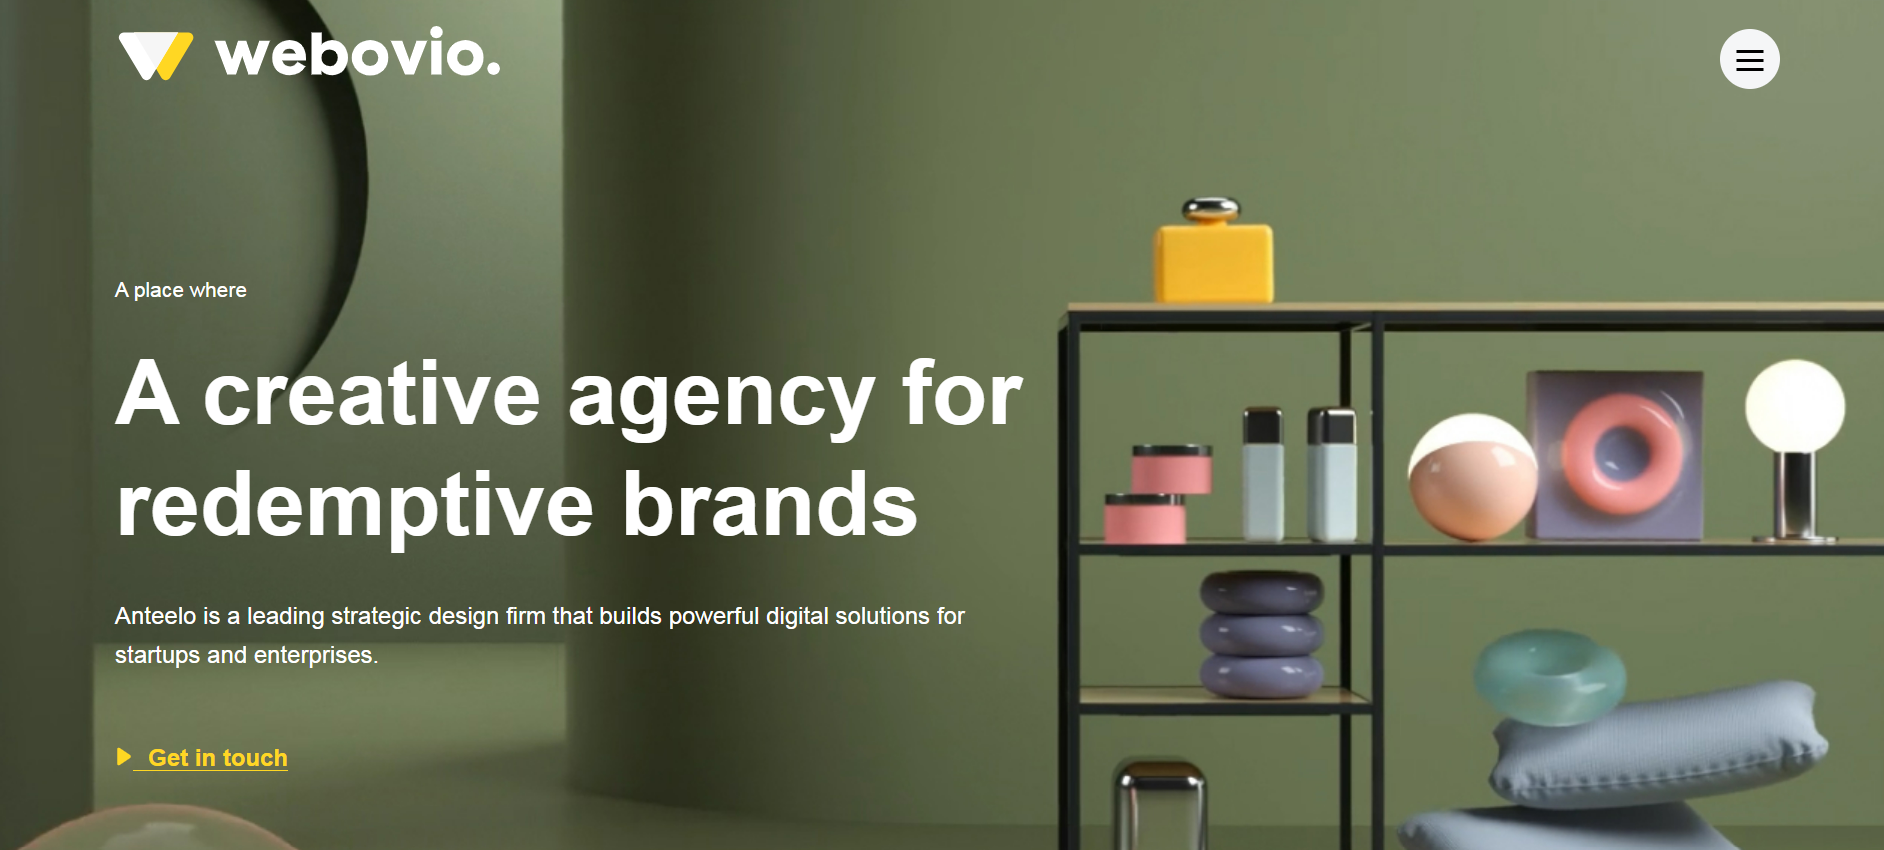 webovio.
A place where
A creative agency for
redemptive brands
Anteelo is a leading strategic design firm that builds powerful digital solutions for
startups and enterprises.
Get in touch